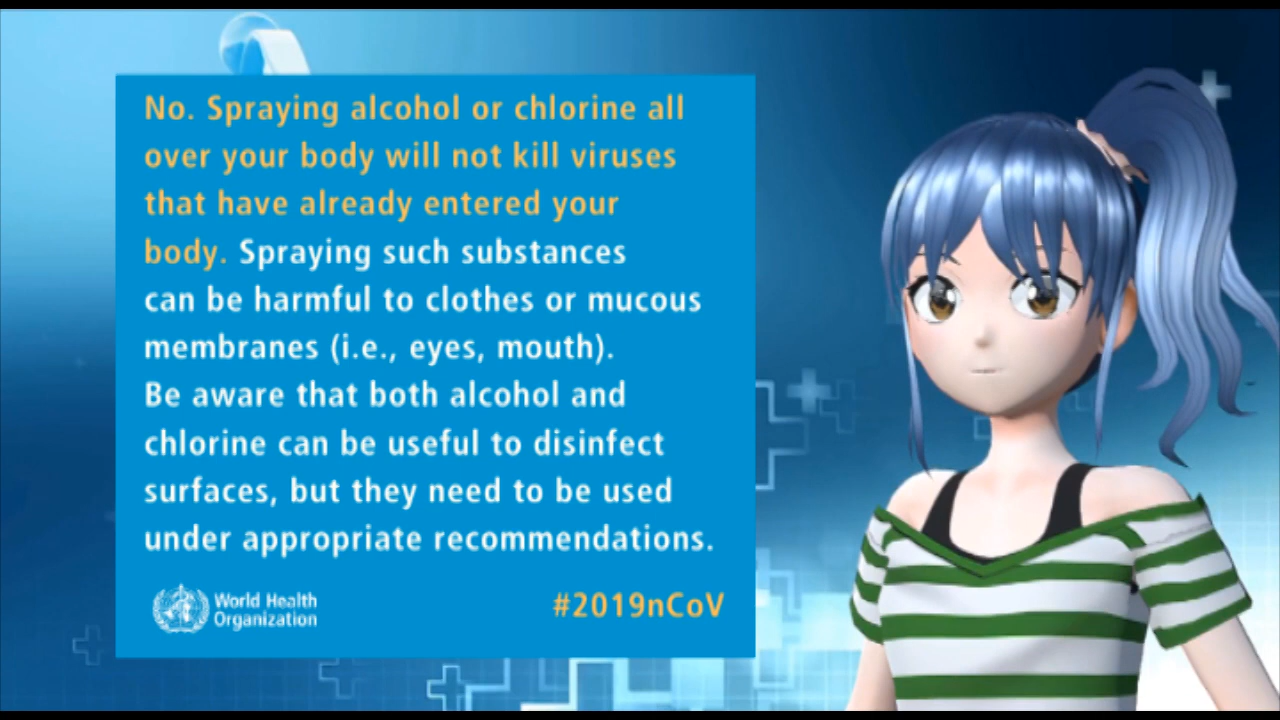 No. Spraying alcohol or chlorine all
over your body will not kill viruses
that have already entered your
body. Spraying such substances
can be harmful to clothes or mucous
membranes (i.e., eyes, mouth).
Be aware that both alcohol and
chlorine can be useful to disinfect
surfaces, but they need to be used
under appropriate recommendations.
World Health
Organization
#2019nCoV